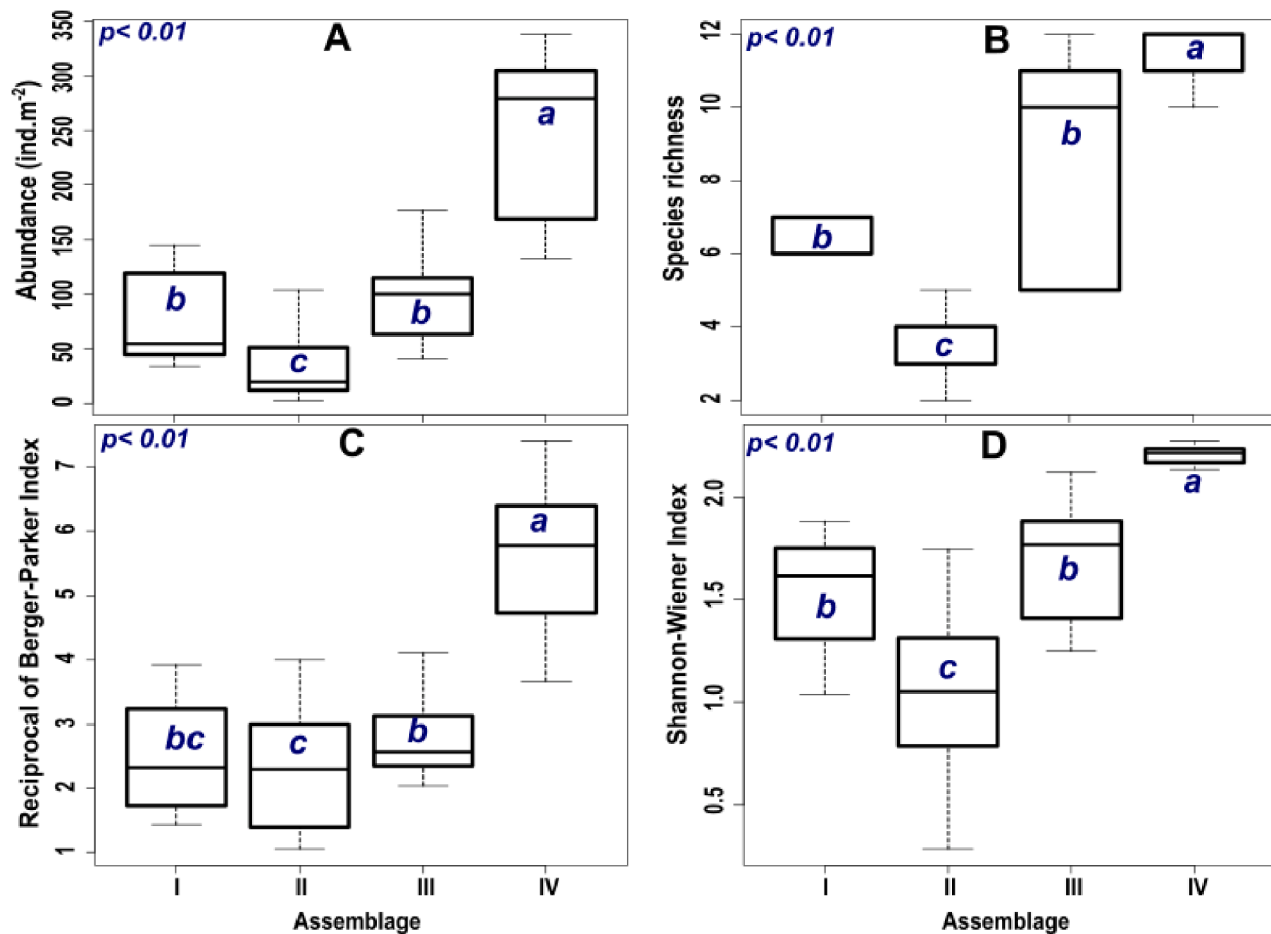 p< 0.01
A
Abundance (ind.m-2)
350
300
250
200
150
100
50
0
b
c
b
a
p< 0.01
B
Species richness
12
10
8
6
4
2
b
c
b
a
p< 0.01
C
Reciprocal of Berger-Parker Index
7
6
5
4
3
2
1
bc
c
b
a
I
II
III
IV
Assemblage
p< 0.01
D
Shannon-Wiener Index
2.0
1.5
1.0
0.5
b
c
b
a
I
II
III
IV
Assemblage